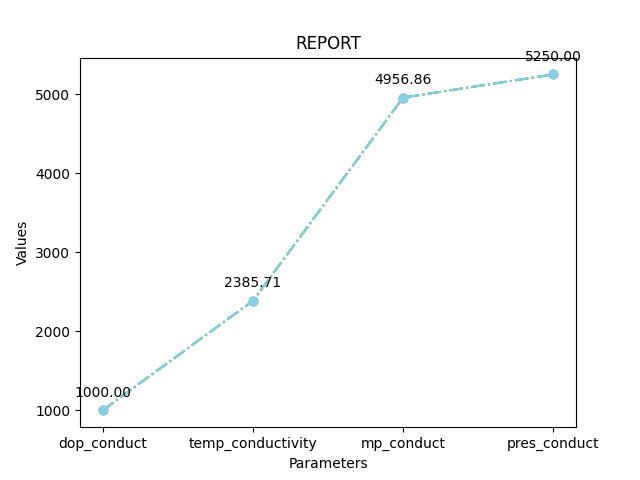 REPORT
5250.00
4956.86
2385.71
1000.00
5000
4000
3000
2000
1000
Values
dop_conduct temp_conductivity mp_conduct pres_conduct
Parameters